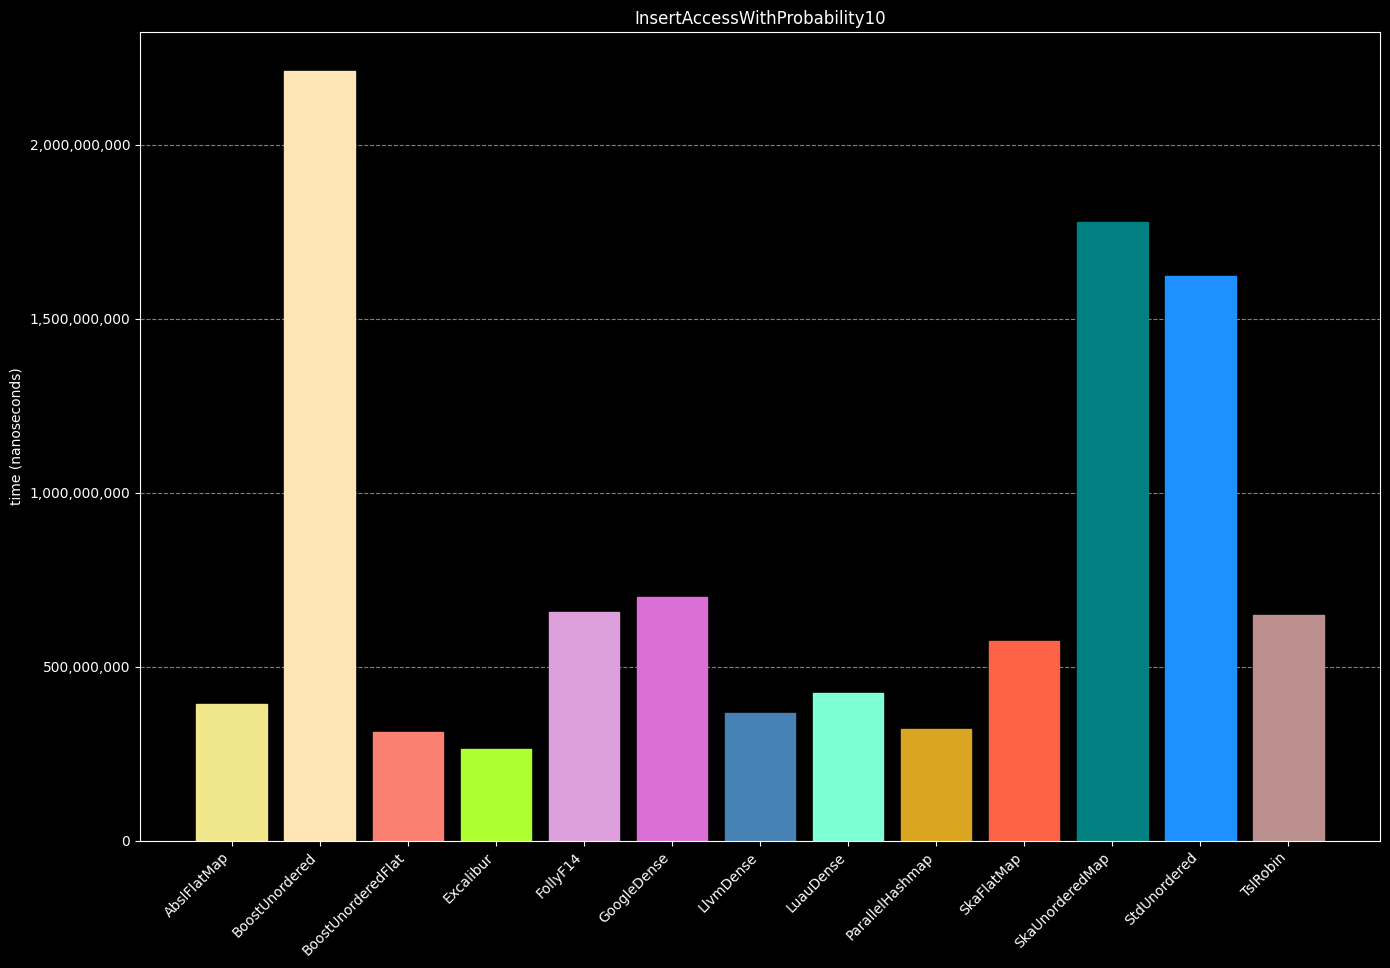 InsertAccessWithProbability10
time (nanoseconds)
2,000,000,000
1,500,000,000
1,000,000,000
500,000,000
0
AbslFlatMap
BoostUnordered
BoostUnorderedFlat
Excalibur
FollyF14
GoogleDense
LlvmDense
LuauDense
ParallelHashmap
SkaFlatMap
SkaUnorderedMap
StdUnordered
TslRobin